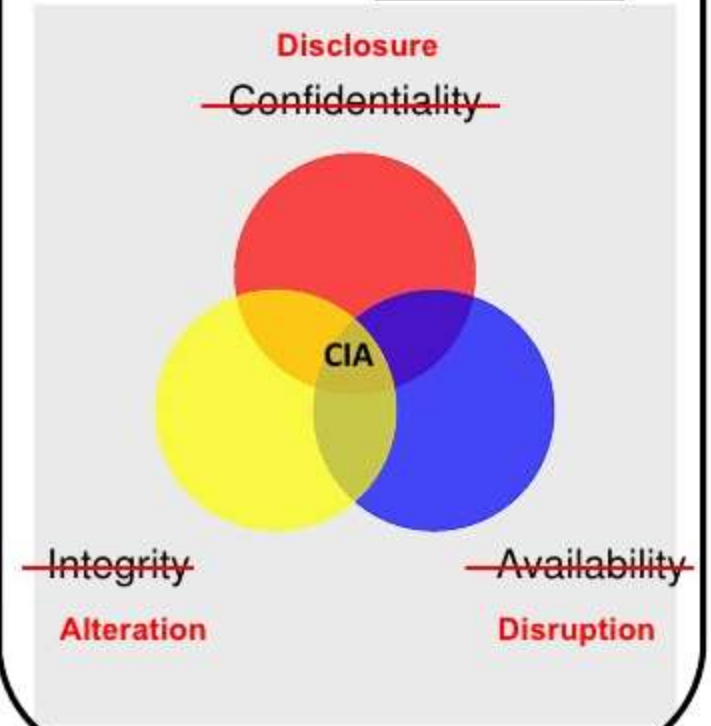 Disclosure
Confidentiality
CIA
Integrity
Availability
Alteration
Disruption